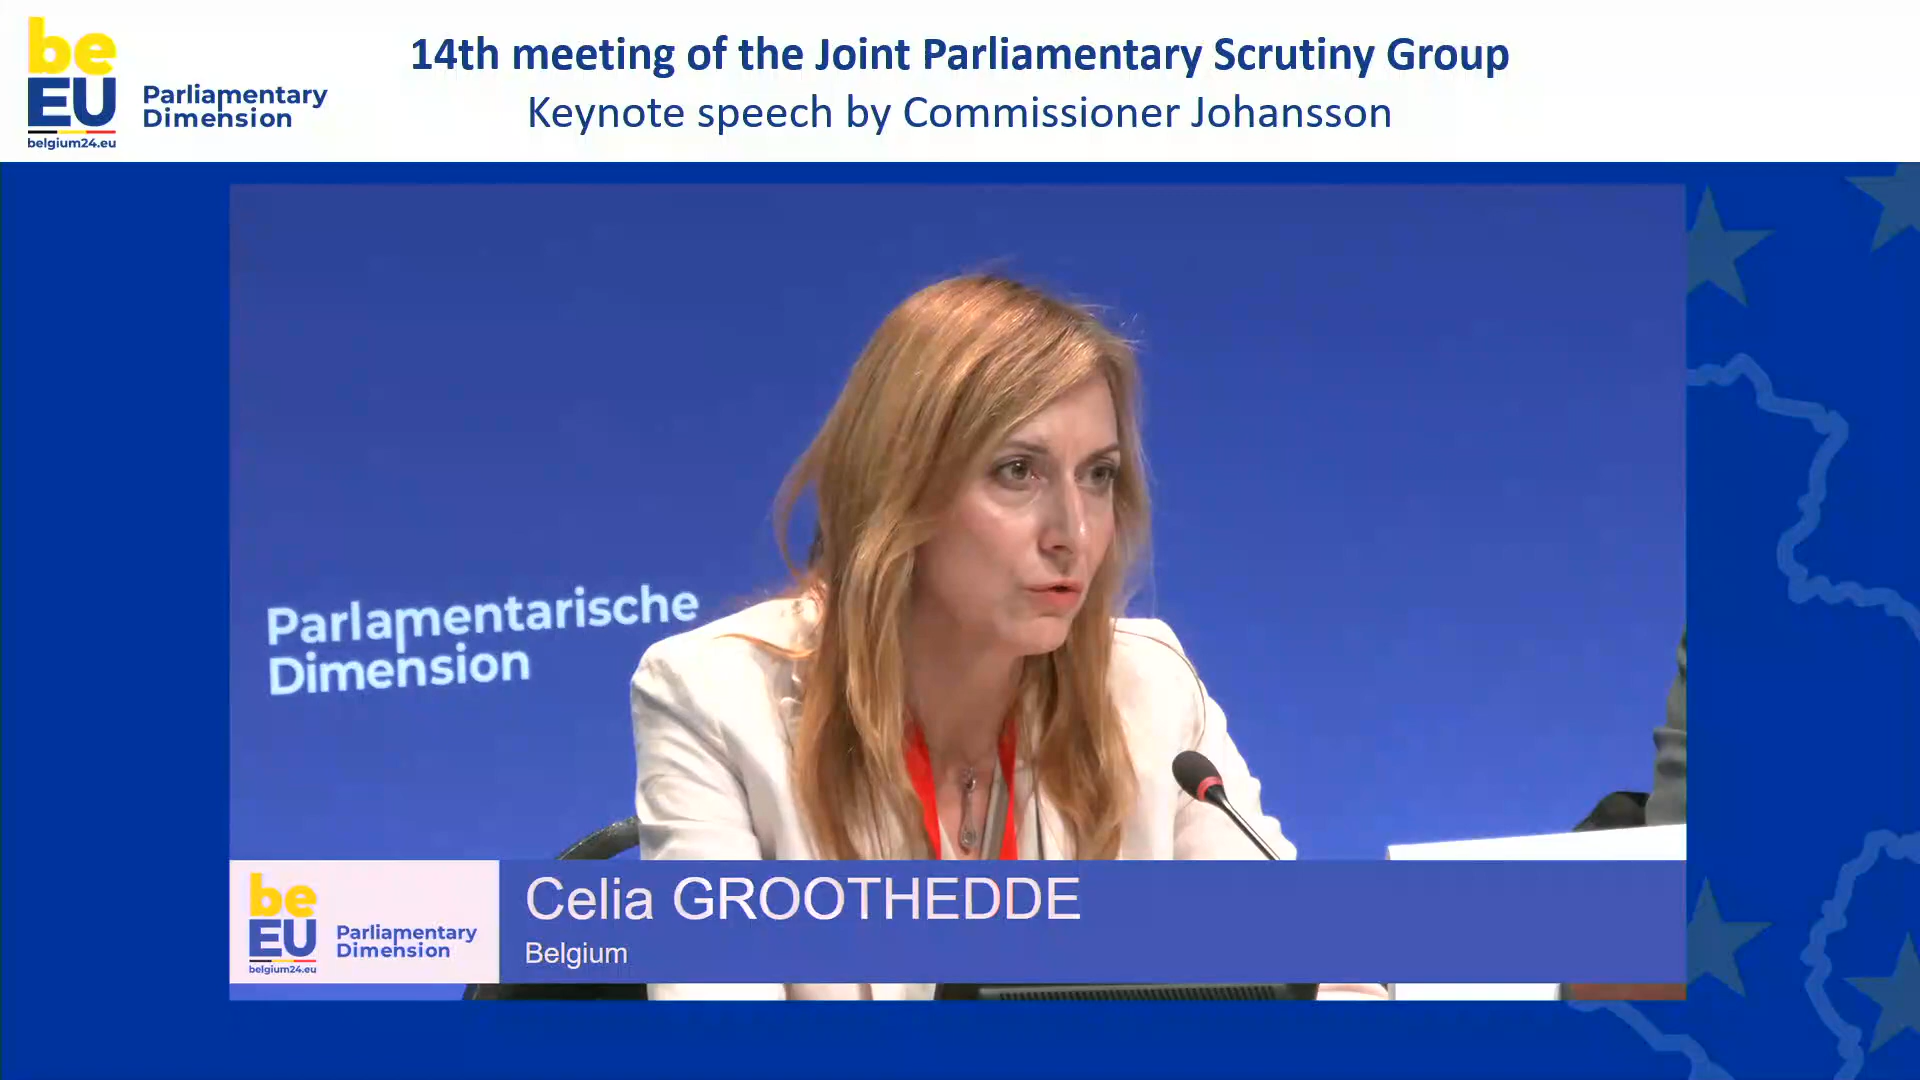 be
EU
belgium24.eu
Parliamentary
Dimension
14th meeting of the Joint Parliamentary Scrutiny Group
Keynote speech by Commissioner Johansson
Parlamentarische
Dimension
be
EU
belgium24.eu
Parliamentary
Dimension
Celia GROOTHEDDE
Belgium